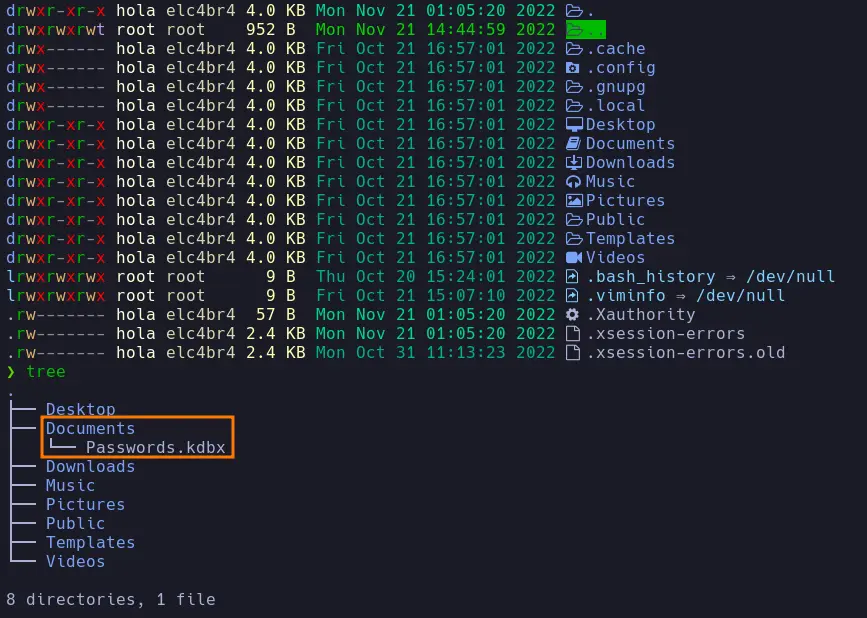 drwxr-xr-x hola elc4br4 4.0 KB Mon Nov 21 01:05:20 2022 .
drwxrwxrwt root root    952 B  Mon Nov 21 14:44:59 2022 ..
drwx------ hola elc4br4 4.0 KB Fri Oct 21 16:57:01 2022 .cache
drwx------ hola elc4br4 4.0 KB Fri Oct 21 16:57:01 2022 .config
drwx------ hola elc4br4 4.0 KB Fri Oct 21 16:57:01 2022 .gnupg
drwx------ hola elc4br4 4.0 KB Fri Oct 21 16:57:01 2022 .local
drwxr-xr-x hola elc4br4 4.0 KB Fri Oct 21 16:57:01 2022 Desktop
drwxr-xr-x hola elc4br4 4.0 KB Fri Oct 21 16:57:01 2022 Documents
drwxr-xr-x hola elc4br4 4.0 KB Fri Oct 21 16:57:01 2022 Downloads
drwxr-xr-x hola elc4br4 4.0 KB Fri Oct 21 16:57:01 2022 Music
drwxr-xr-x hola elc4br4 4.0 KB Fri Oct 21 16:57:01 2022 Pictures
drwxr-xr-x hola elc4br4 4.0 KB Fri Oct 21 16:57:01 2022 Public
drwxr-xr-x hola elc4br4 4.0 KB Fri Oct 21 16:57:01 2022 Templates
drwxr-xr-x hola elc4br4 4.0 KB Fri Oct 21 16:57:01 2022 Videos
lrwxrwxrwx root root      9 B  Thu Oct 20 15:24:01 2022 .bash_history ⇒ /dev/null
lrwxrwxrwx root root      9 B  Fri Oct 21 15:07:10 2022 .viminfo ⇒ /dev/null
.rw------- hola elc4br4  57 B  Mon Nov 21 01:05:20 2022 .Xauthority
.rw------- hola elc4br4 2.4 KB Mon Nov 21 01:05:20 2022 .xsession-errors
.rw------- hola elc4br4 2.4 KB Mon Oct 31 11:13:23 2022 .xsession-errors.old
❯ tree
.
├── Desktop
├── Documents
│   └── Passwords.kdbx
├── Downloads
├── Music
├── Pictures
├── Public
├── Templates
└── Videos
8 directories, 1 file